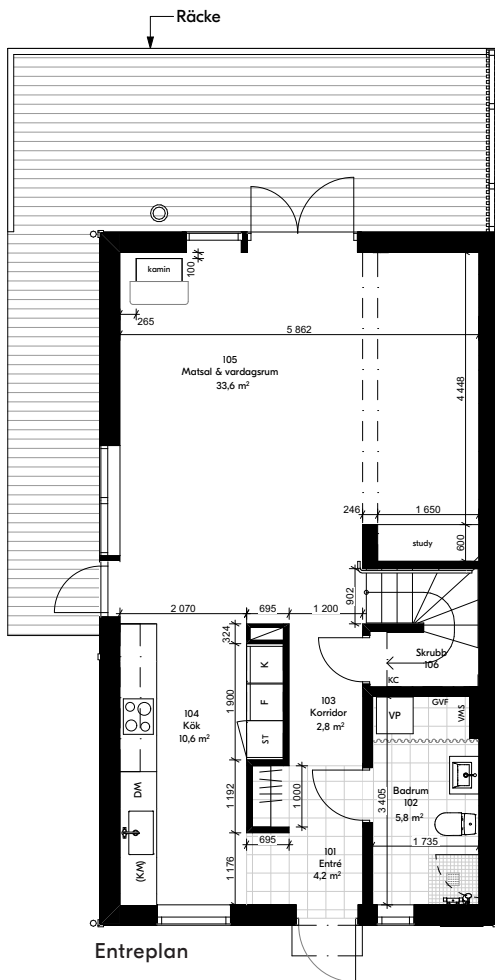 Räcke
kamin
100
265
5 862
105
Matsal & vardagsrum
33,6 m²
4 448
246
1 650
study
600
2 070
695
1 200
902
324
Skrubb
106
K
KC
1 900
F
103
Korridor
2,8 m²
104
Kök
10,6 m²
ST
VP
GVF
VMS
DM
1 192
1 000
3 405
Badrum
102
5,8 m²
1 735
(KM)
695
1 176
101
Entré
4,2 m²
Entreplan